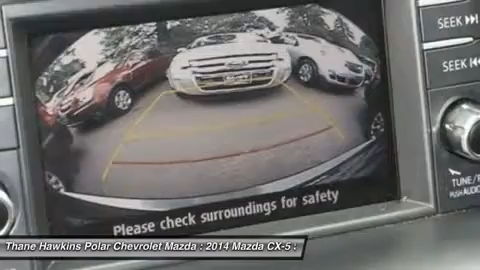 SEEK
SEEK
TUNE/
PUSH AUDIO
Please check surroundings for safety
Thane Hawkins Polar Chevrolet Mazda : 2014 Mazda CX-5 :